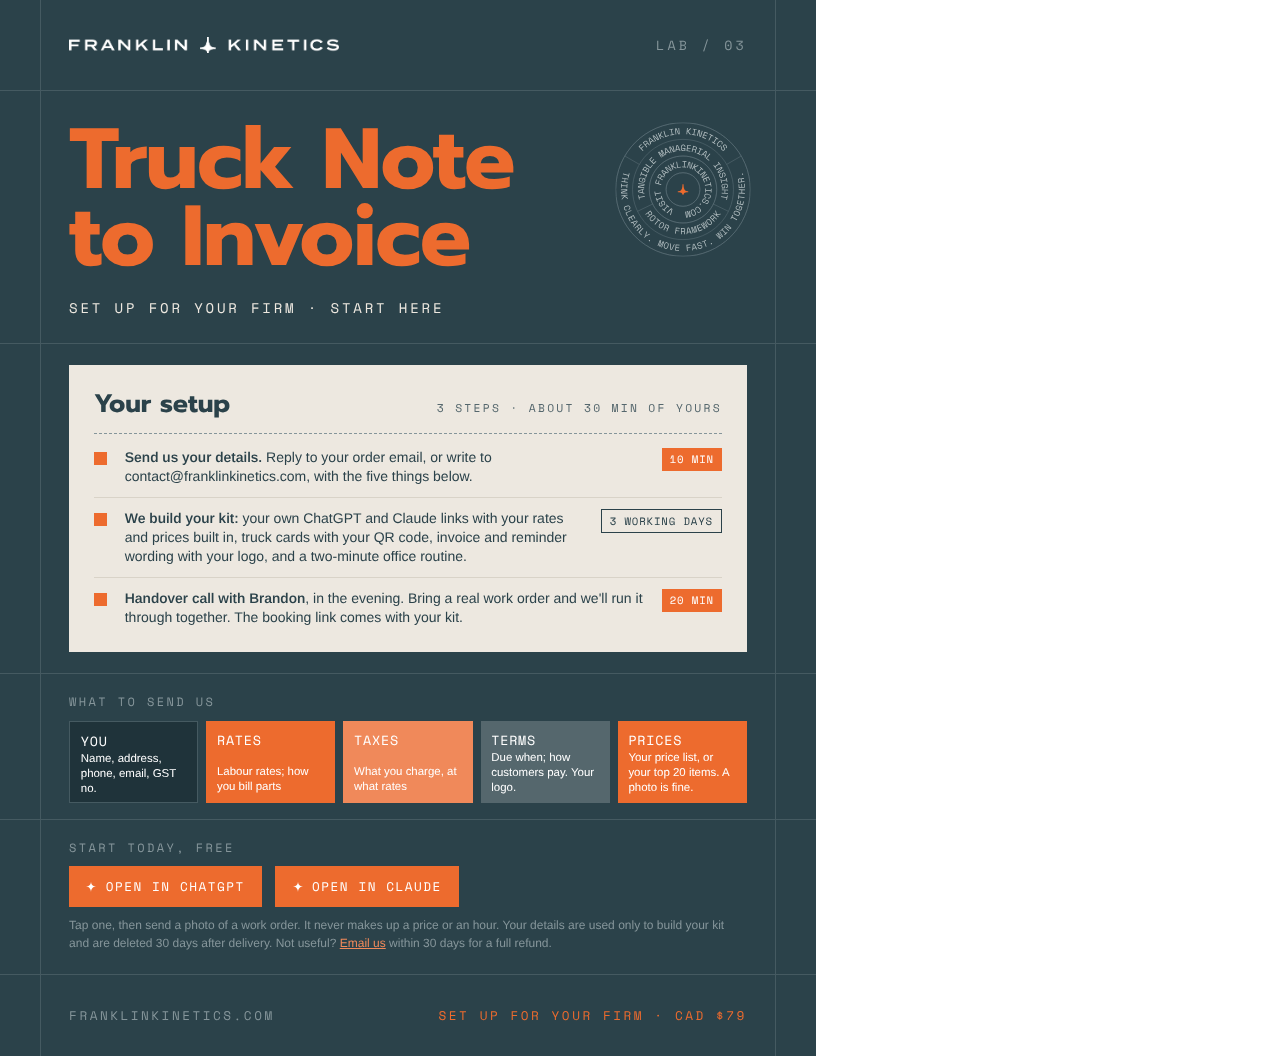 FRANKLIN KINETICS
LAB / 03
Truck Note
to Invoice
FRANKLIN KINETICS
THINK CLEARLY. MOVE FAST. WIN TOGETHER.
TANGIBLE MANAGERIAL INSIGHT
ROTOR FRAMEWORK
VISIT FRANKLINKINETICS.COM
SET UP FOR YOUR FIRM · START HERE
Your setup
3 STEPS · ABOUT 30 MIN OF YOURS
Send us your details. Reply to your order email, or write to
contact@franklinkinetics.com, with the five things below.
10 MIN
We build your kit: your own ChatGPT and Claude links with your rates
and prices built in, truck cards with your QR code, invoice and reminder
wording with your logo, and a two-minute office routine.
3 WORKING DAYS
Handover call with Brandon, in the evening. Bring a real work order and we'll run it
through together. The booking link comes with your kit.
20 MIN
WHAT TO SEND US
YOU
Name, address,
phone, email, GST
no.
RATES
Labour rates; how
you bill parts
TAXES
What you charge, at
what rates
TERMS
Due when; how
customers pay. Your
logo.
PRICES
Your price list, or
your top 20 items. A
photo is fine.
START TODAY, FREE
✦ OPEN IN CHATGPT
✦ OPEN IN CLAUDE
Tap one, then send a photo of a work order. It never makes up a price or an hour. Your details are used only to build your kit
and are deleted 30 days after delivery. Not useful? Email us within 30 days for a full refund.
FRANKLINKINETICS.COM
SET UP FOR YOUR FIRM · CAD $79